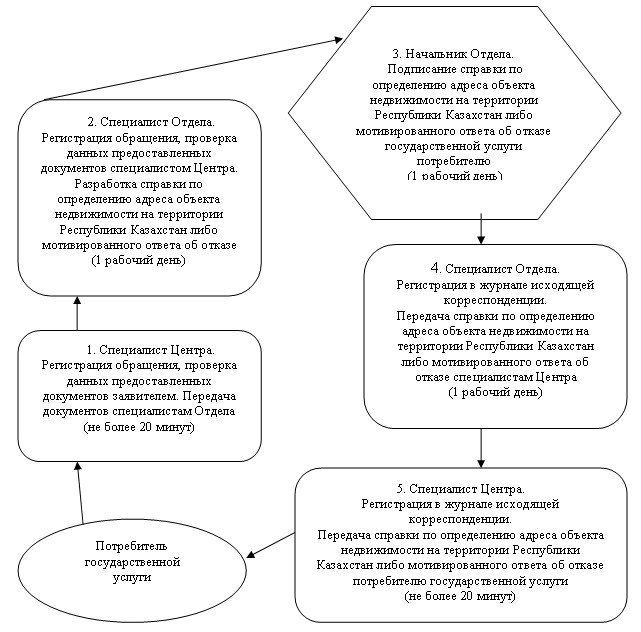 3. Начальник Отдела.
Подписание справки по
определению адреса объекта
недвижимости на территории
Республики Казахстан либо
мотивированного ответа об отказе
государственной услуги
потребителю
(1 рабочий день)
2. Специалист Отдела.
Регистрация обращения, проверка
данных предоставленных
документов специалистом Центра.
Разработка справки по
определению адреса объекта
недвижимости на территории
Республики Казахстан либо
мотивированного ответа об отказе
(1 рабочий день)
4. Специалист Отдела.
Регистрация в журнале исходящей
корреспонденции.
Передача справки по определению
адреса объекта недвижимости на
территории Республики Казахстан
либо мотивированного ответа об
отказе специалистам Центра
(1 рабочий день)
1. Специалист Центра.
Регистрация обращения, проверка
данных предоставленных
документов заявителем. Передача
документов специалистам Отдела
(не более 20 минут)
5. Специалист Центра.
Регистрация в журнале исходящей
корреспонденции.
Передача справки по определению адреса объекта
недвижимости на территории Республики
Казахстан либо мотивированного ответа об отказе
потребителю государственной услуги
(не более 20 минут)
Потребитель
государственной
услуги